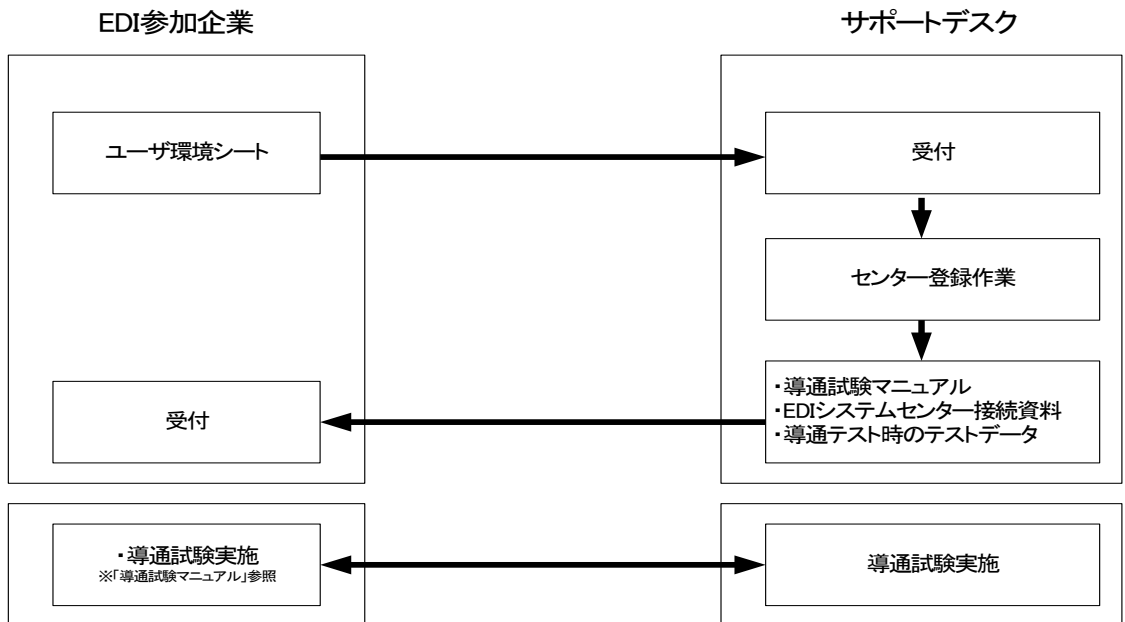 EDI参加企業
サポートデスク
ユーザ環境シート
受付
センター登録作業
・導通試験マニュアル
・EDIシステムセンター接続資料
・導通テスト時のテストデータ
受付
・導通試験実施
※「導通試験マニュアル」参照
導通試験実施